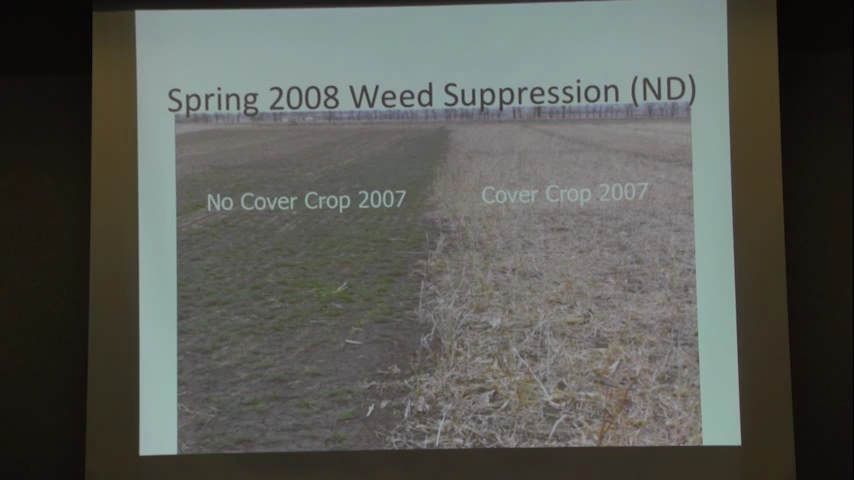 Spring 2008 Weed Suppression (ND)
No Cover Crop 2007
Cover Crop 2007